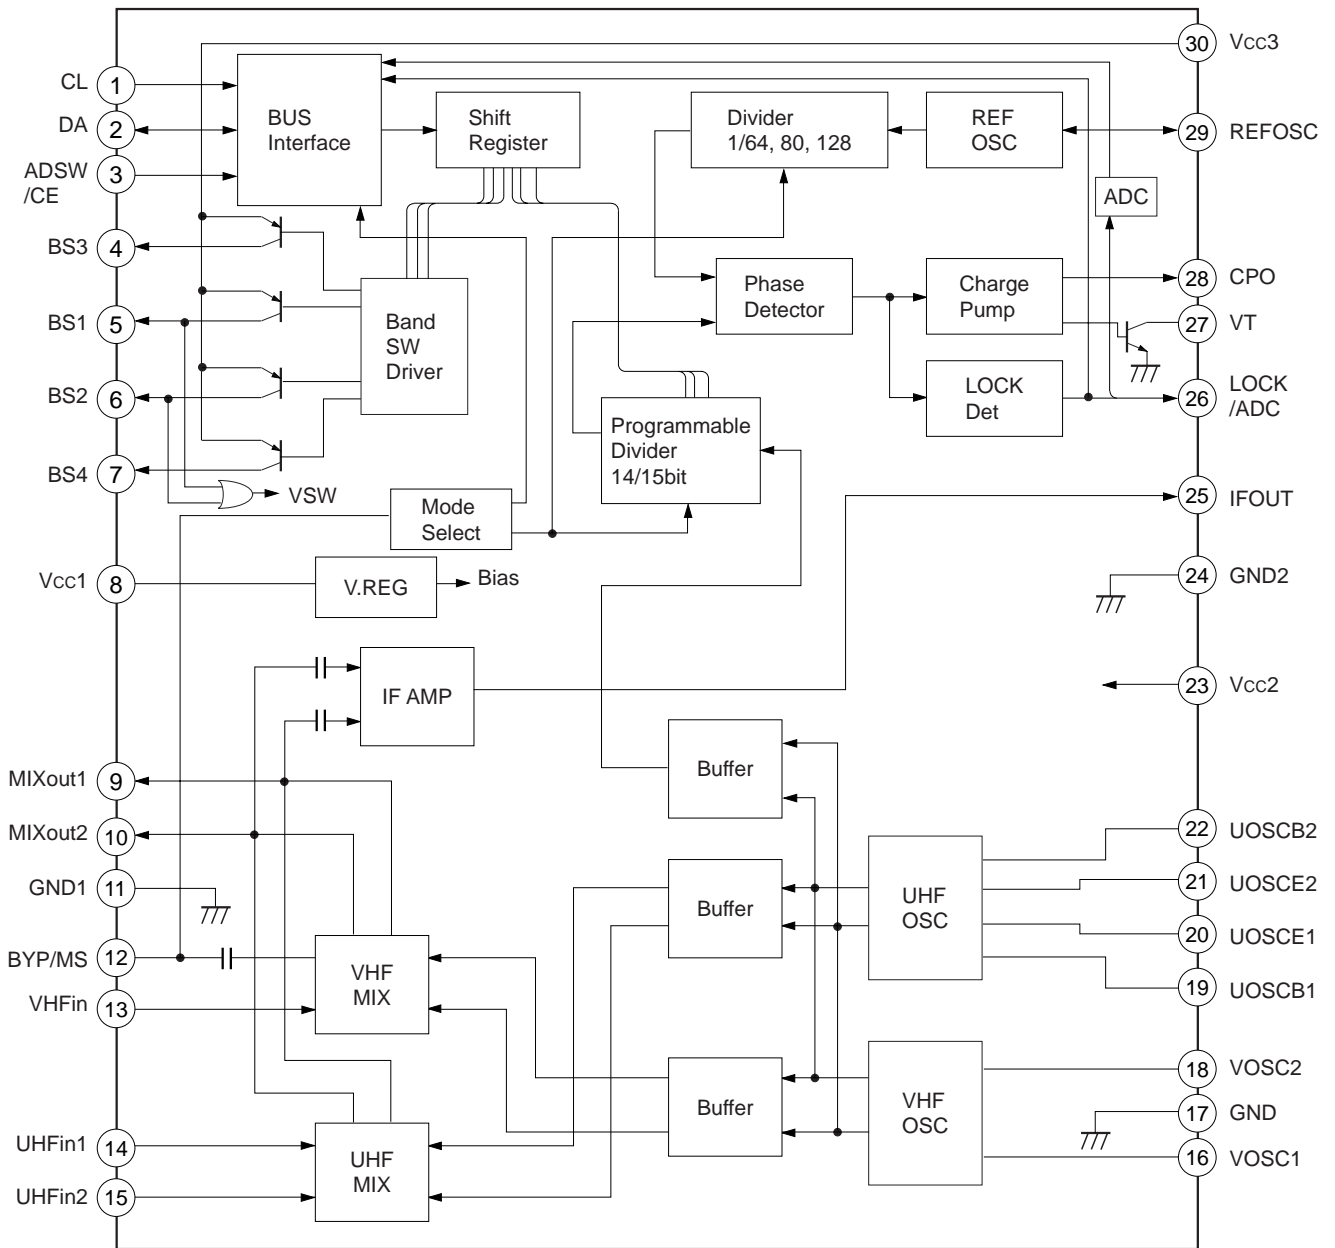 CL
1
DA
2
ADSW
/CE
3
BS3
4
BS1
5
BS2
6
BS4
7
Vcc1
8
MIXout1
9
MIXout2
10
GND1
11
BYP/MS
12
VHFin
13
UHFin1
14
UHFin2
15
BUS
Interface
Shift
Register
Divider
1/64, 80, 128
REF
OSC
ADC
Phase
Detector
Charge
Pump
LOCK
Det
Band
SW
Driver
Programmable
Divider
14/15bit
VSW
Mode
Select
V.REG
Bias
IF AMP
Buffer
Buffer
UHF
OSC
VHF
MIX
Buffer
VHF
OSC
UHF
MIX
30
Vcc3
29
REFOSC
28
CPO
27
VT
26
LOCK
/ADC
25
IFOUT
24
GND2
23
Vcc2
22
UOSCB2
21
UOSCE2
20
UOSCE1
19
UOSCB1
18
VOSC2
17
GND
16
VOSC1